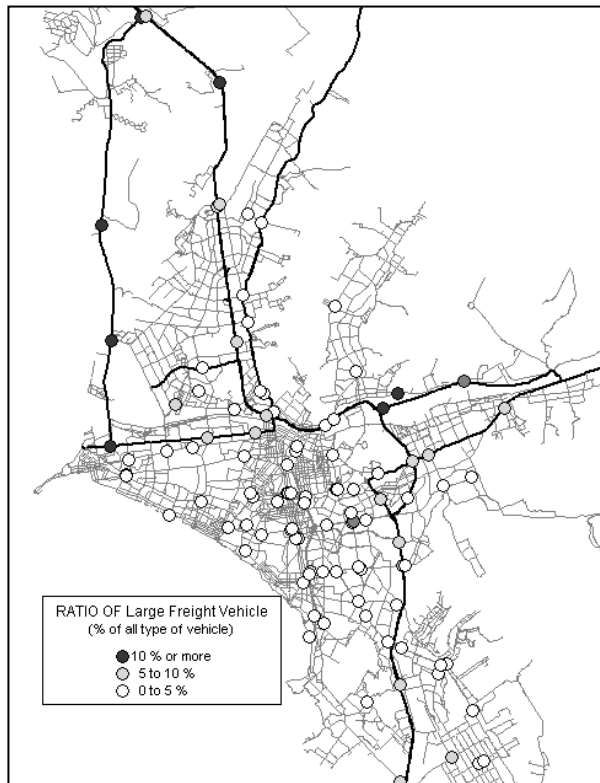 RATIO OF Large Freight Vehicle
(% of all type of vehicle)
10 % or more
5 to 10 %
0 to 5 %